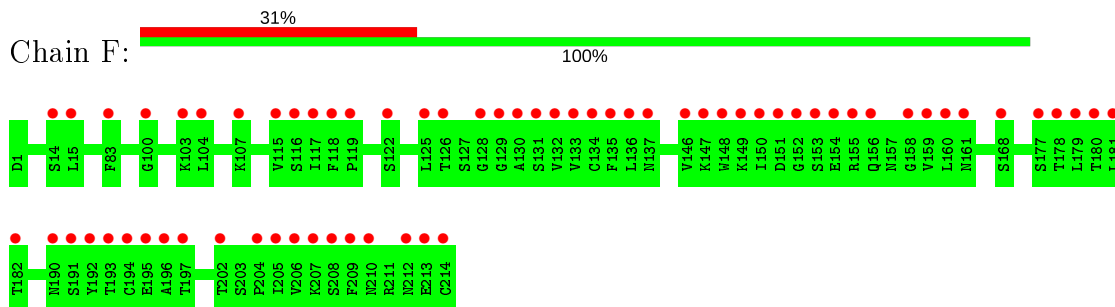 31%
Chain F:
100%
D1 S14 L15 F83 G100 K103 L104 K107 V115 S116 I117 F118 P119 S122 L125 T126 S127 G128 G129 A130 S131 V132 V133 C134 F135 L136 N137 V146 K147 W148 K149 I150 D151 G152 S153 E154 R155 Q156 N157 G158 V159 L160 N161 S168 S177 T178 L179 T180 L181
T182 N190 S191 Y192 T193 C194 E195 A196 T197 T202 S203 P204 I205 V206 K207 S208 F209 N210 R211 N212 E213 C214